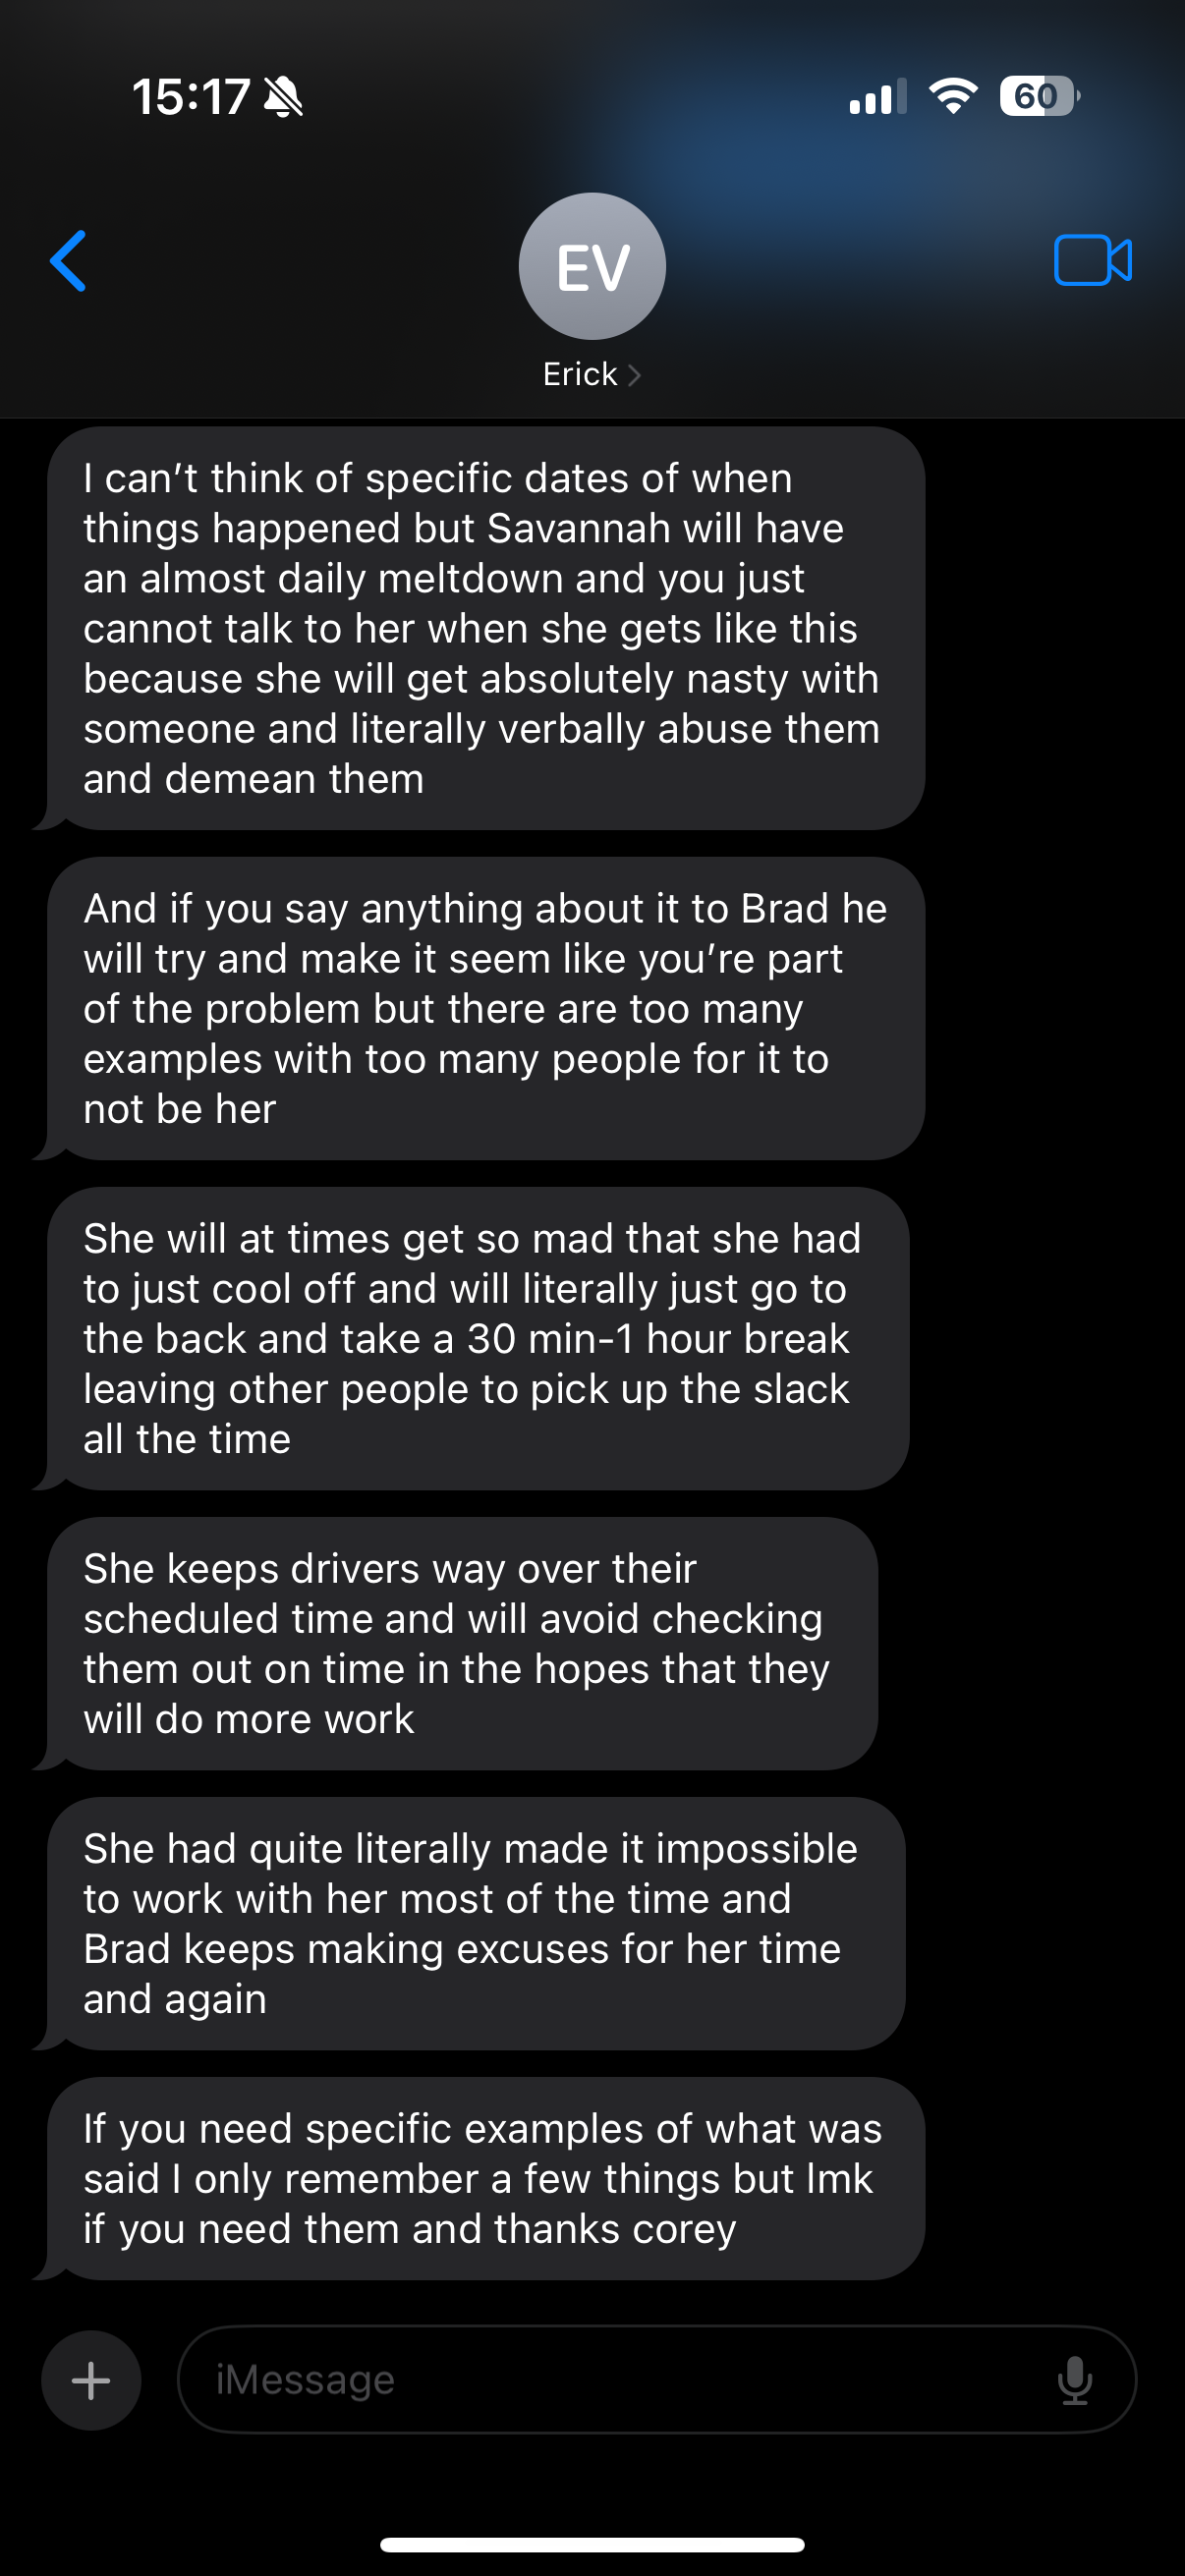 15:17
60
EV
Erick
I can’t think of specific dates of when
things happened but Savannah will have
an almost daily meltdown and you just
cannot talk to her when she gets like this
because she will get absolutely nasty with
someone and literally verbally abuse them
and demean them
And if you say anything about it to Brad he
will try and make it seem like you’re part
of the problem but there are too many
examples with too many people for it to
not be her
She will at times get so mad that she had
to just cool off and will literally just go to
the back and take a 30 min-1 hour break
leaving other people to pick up the slack
all the time
She keeps drivers way over their
scheduled time and will avoid checking
them out on time in the hopes that they
will do more work
She had quite literally made it impossible
to work with her most of the time and
Brad keeps making excuses for her time
and again
If you need specific examples of what was
said I only remember a few things but lmk
if you need them and thanks corey
iMessage